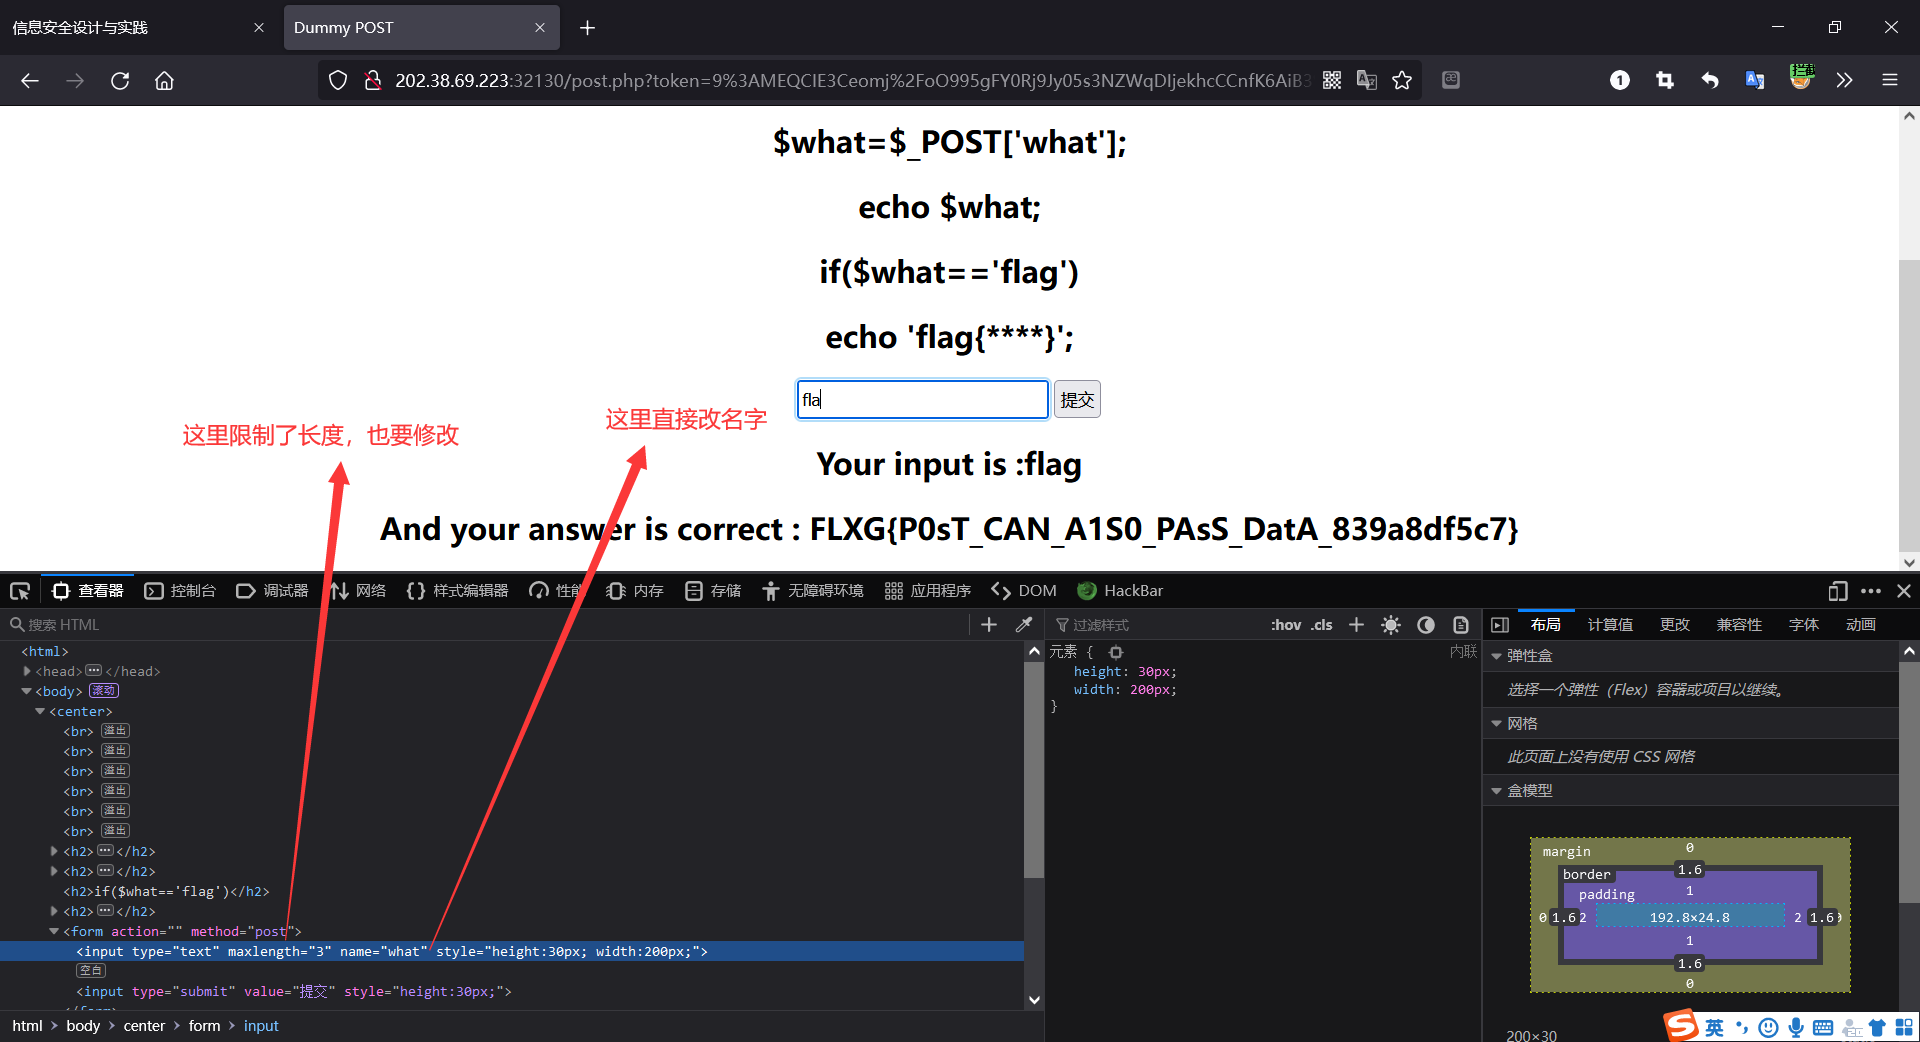 信息安全设计与实践
Dummy POST
202.38.69.223:32130/post.php?token=9%3AMEQCIE3Ceomj%2FoO995gFY0Rj9Jy05s3NZWqDIjekhcCCnfK6AiB3
$what=$_POST['what'];
echo $what;
if($what=='flag')
echo 'flag{****}';
fla 提交
这里限制了长度，也要修改
这里直接改名字
Your input is :flag
And your answer is correct : FLXG{P0sT_CAN_A1S0_PAsS_DatA_839a8df5c7}
查看器 控制台 调试器 网络 样式编辑器 性能 内存 存储 无障碍环境 应用程序 DOM HackBar
搜索 HTML
过滤样式 :hov .cls
布局 计算值 更改 兼容性 字体 动画
<html>
<head></head>
<body> 滚动
<center>
<br> 溢出
<br> 溢出
<br> 溢出
<br> 溢出
<br> 溢出
<br> 溢出
<h2></h2>
<h2></h2>
<h2>if($what=='flag')</h2>
<h2></h2>
<form action="" method="post">
<input type="text" maxlength="3" name="what" style="height:30px; width:200px;">
空白
<input type="submit" value="提交" style="height:30px;">
</form>
html body center form input
元素 { 内联
height: 30px;
width: 200px;
}
弹性盒
选择一个弹性（Flex）容器或项目以继续。
网格
此页面上没有使用 CSS 网格
盒模型
margin 0
border 1.6
padding 1
0 1.6 2 192.8×24.8 2 1.6 0
1
1.6
0
200×30
英